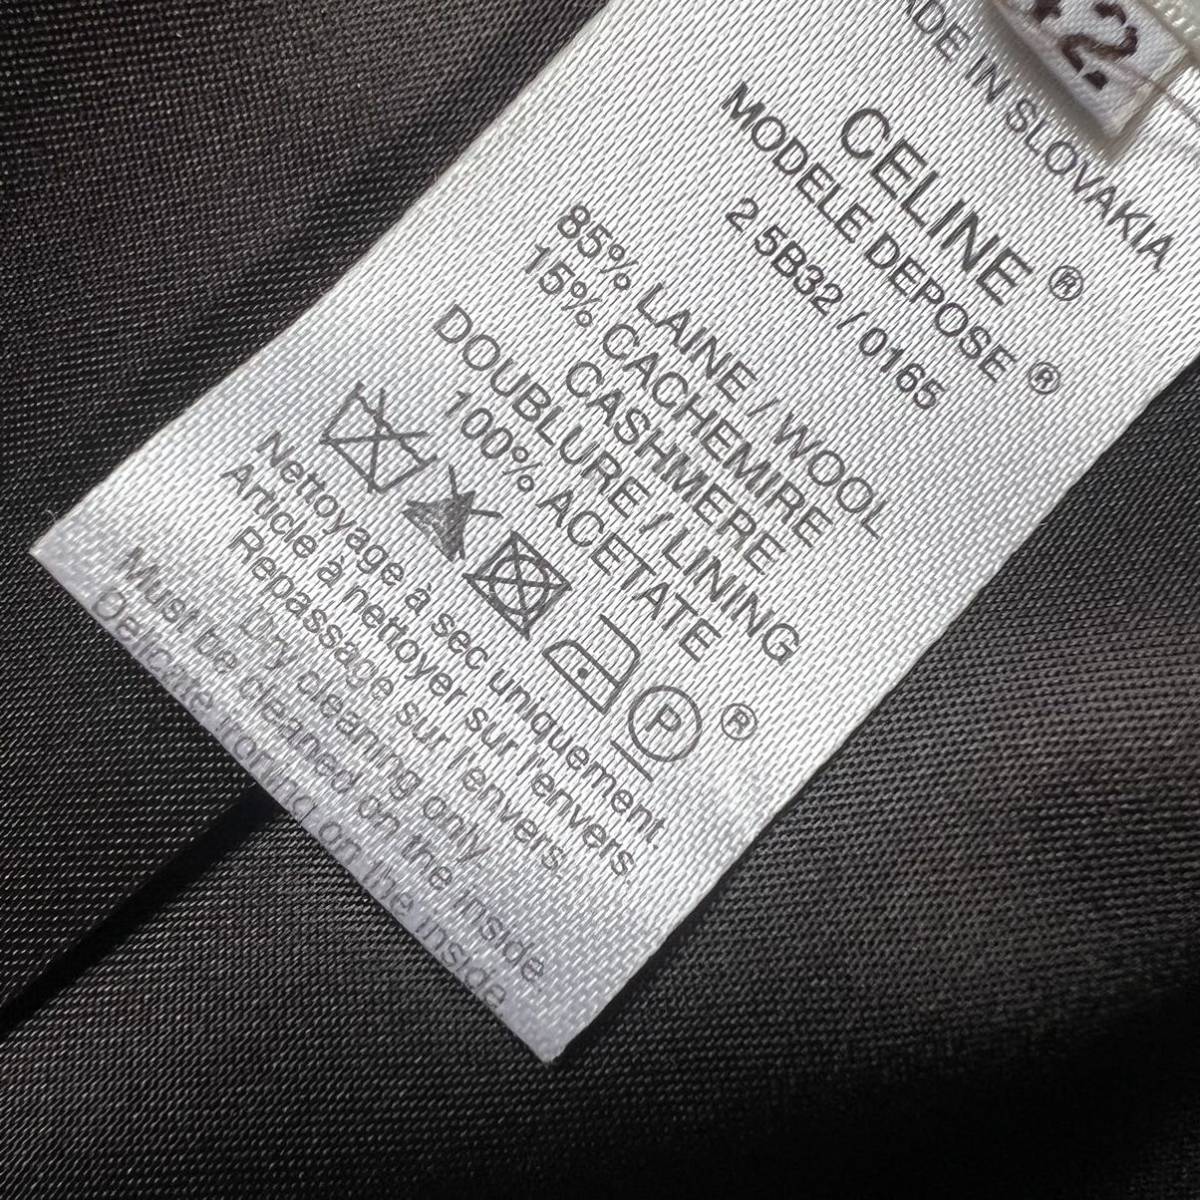 42
MADE IN SLOVAKIA
CELINE ®
MODELE DEPOSE ®
2 5B32 / 0165
85% LAINE / WOOL
15% CACHEMIRE
CASHMERE
DOUBLURE / LINING
100% ACETATE
P ®
Nettoyage à sec uniquement.
Article à nettoyer sur l'envers.
Repassage sur l'envers.
Dry cleaning only.
Must be cleaned on the inside.
Delicate ironing on the inside.